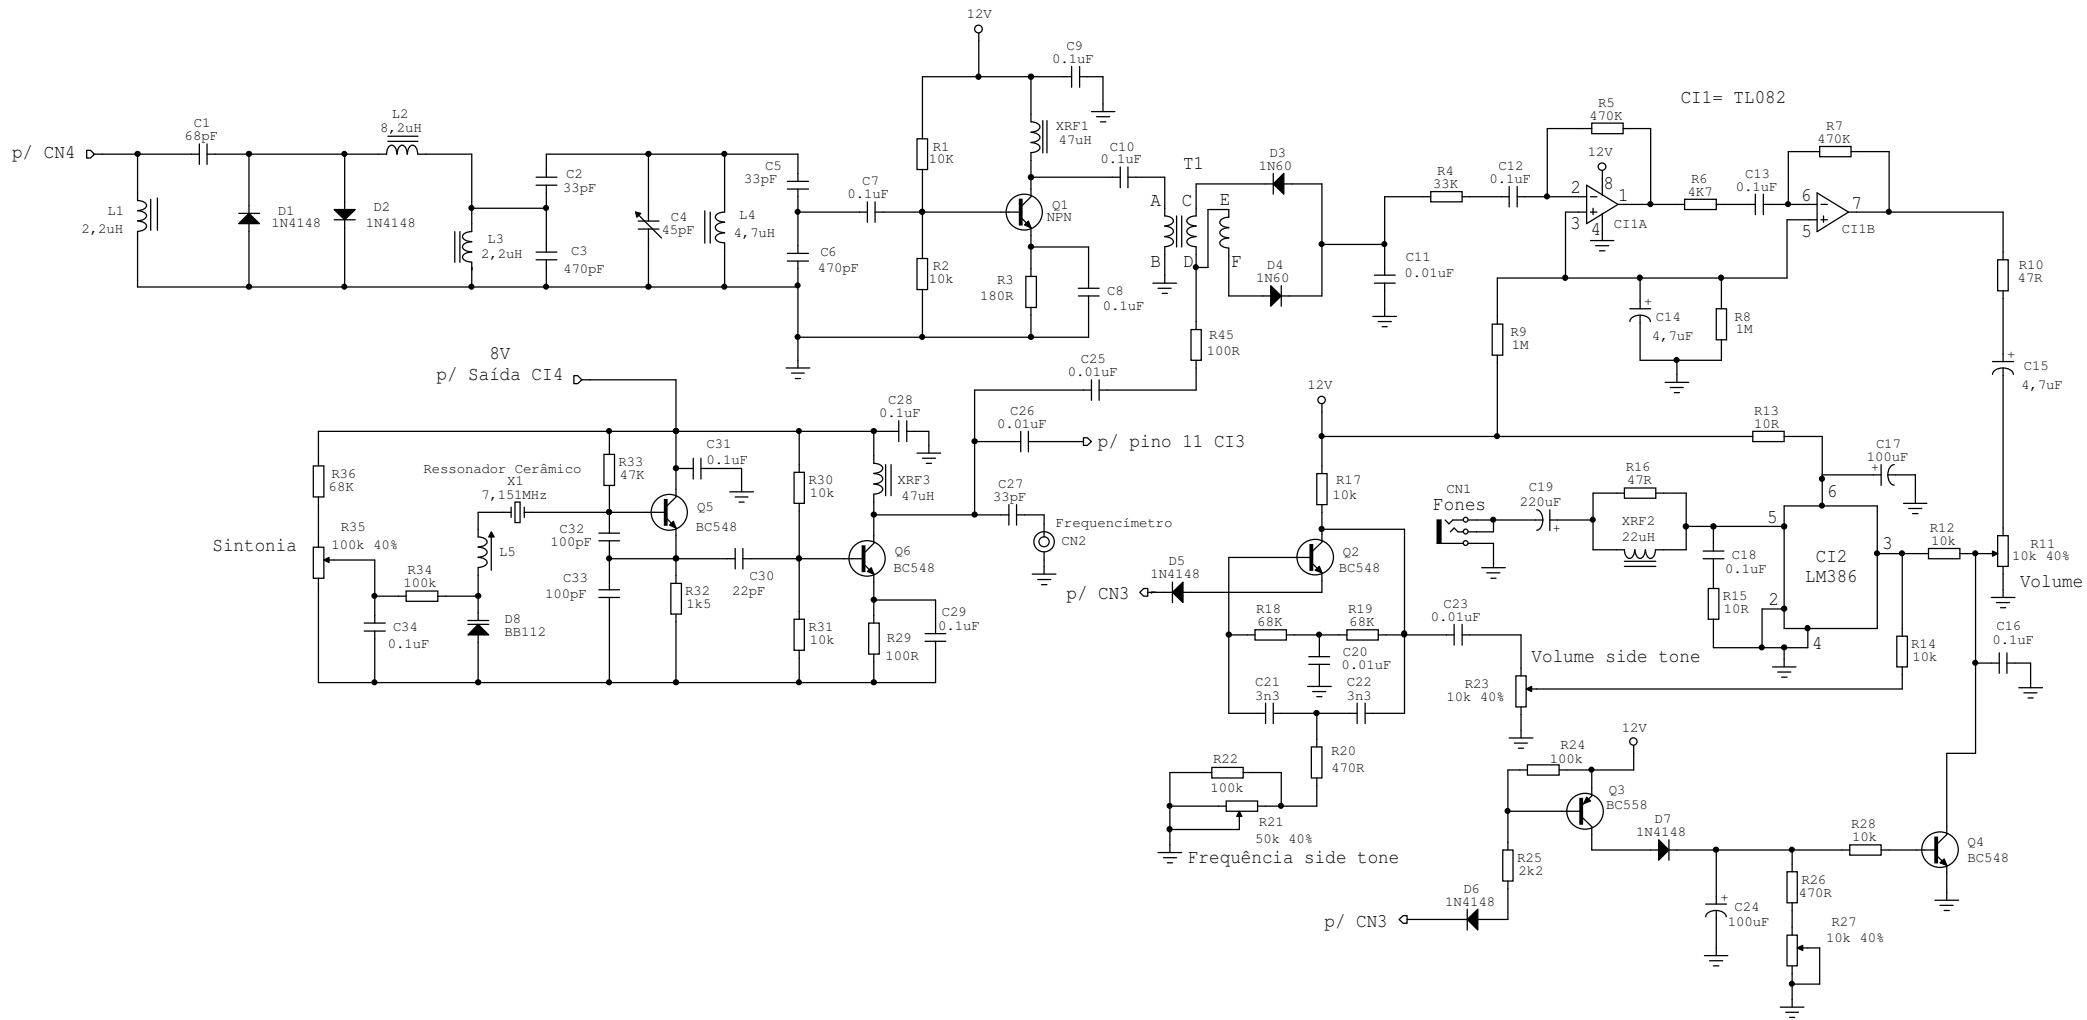 12V
C9
0.1uF
L2
8,2uH
C1
68pF
p/ CN4
XRF1
47uH
R1
10K
C10
0.1uF
T1
D3
1N60
CI1= TL082
R5
470K
R7
470K
12V
C2
33pF
C5
33pF
C7
0.1uF
R4
33K
C12
0.1uF
2
8
1
3
4
CI1A
R6
4K7
C13
0.1uF
6
7
5
CI1B
L1
2,2uH
D1
1N4148
D2
1N4148
L3
2,2uH
C3
470pF
C4
45pF
L4
4,7uH
C6
470pF
Q1
NPN
A
C
E
B
D
F
D4
1N60
R2
10k
R3
180R
C8
0.1uF
C11
0.01uF
R10
47R
C14
4,7uF
+
R8
1M
R9
1M
R45
100R
8V
p/ Saída CI4
C25
0.01uF
12V
+
C15
4,7uF
C28
0.1uF
C26
0.01uF
p/ pino 11 CI3
R13
10R
C17
100uF
+
R36
68K
Ressonador Cerâmico
X1
7,151MHz
R33
47K
C31
0.1uF
R30
10k
XRF3
47uH
C27
33pF
R17
10k
CN1
Fones
C19
220uF
+
R16
47R
XRF2
22uH
6
5
3
CI2
LM386
2
4
R12
10k
R11
10k 40%
Volume
Sintonia
R35
100k 40%
C32
100pF
Q5
BC548
Frequencímetro
CN2
L5
Q6
BC548
D5
1N4148
Q2
BC548
C18
0.1uF
R34
100k
C33
100pF
R32
1k5
C30
22pF
p/ CN3
R15
10R
C34
0.1uF
D8
BB112
R31
10k
R29
100R
C29
0.1uF
R18
68K
R19
68K
C23
0.01uF
C20
0.01uF
Volume side tone
R14
10k
C16
0.1uF
C21
3n3
C22
3n3
R23
10k 40%
R20
470R
R22
100k
R21
50k 40%
Frequência side tone
R24
100k
12V
Q3
BC558
D7
1N4148
R28
10k
Q4
BC548
R25
2k2
D6
1N4148
p/ CN3
+
C24
100uF
R26
470R
R27
10k 40%